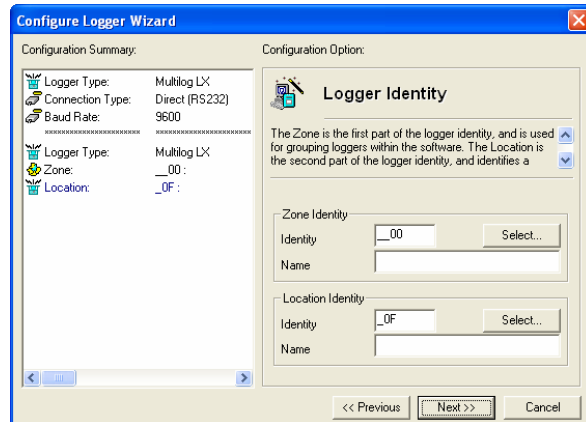 Configure Logger Wizard
Configuration Summary:
Configuration Option:
Logger Type: Multilog LX
Connection Type: Direct (RS232)
Baud Rate: 9600
********************** **********************
Logger Type: Multilog LX
Zone: __00 :
Location: _0F :
Logger Identity
The Zone is the first part of the logger identity, and is used
for grouping loggers within the software. The Location is
the second part of the logger identity, and identifies a
Zone Identity
Identity __00 Select...
Name
Location Identity
Identity _0F Select...
Name
<< Previous Next >> Cancel